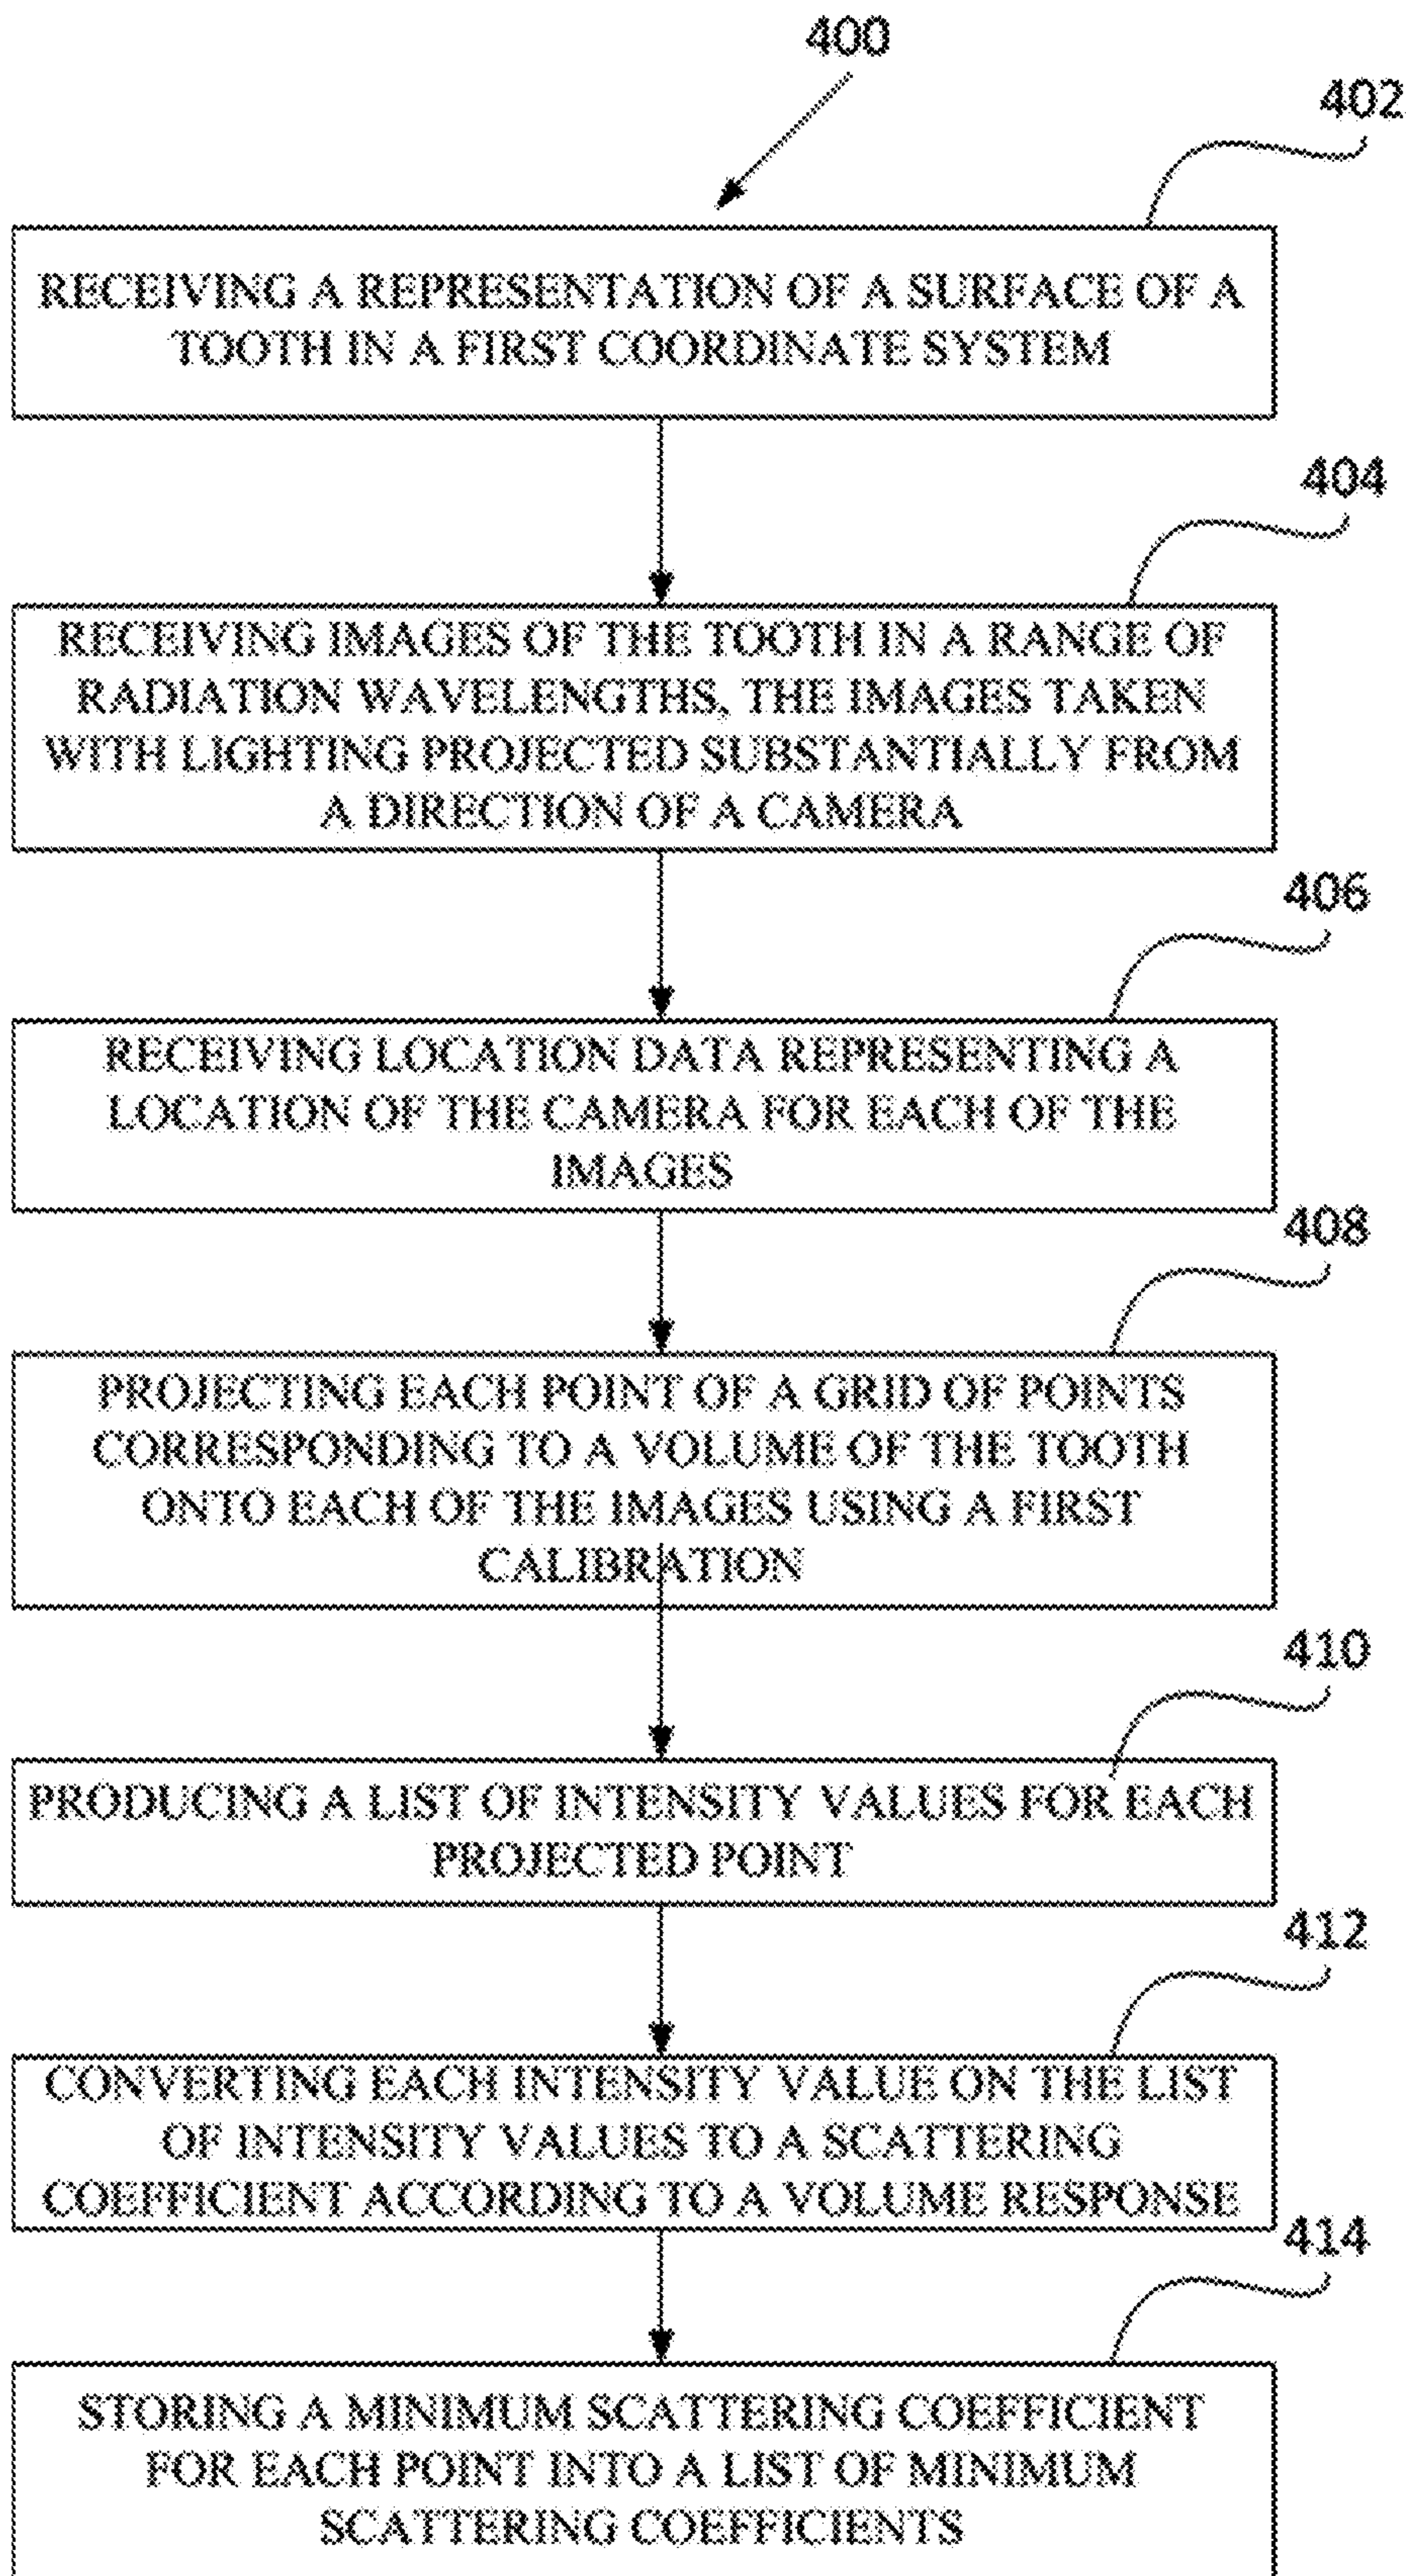 400
402
RECEIVING A REPRESENTATION OF A SURFACE OF A
TOOTH IN A FIRST COORDINATE SYSTEM
404
RECEIVING IMAGES OF THE TOOTH IN A RANGE OF
RADIATION WAVELENGTHS, THE IMAGES TAKEN
WITH LIGHTING PROJECTED SUBSTANTIALLY FROM
A DIRECTION OF A CAMERA
406
RECEIVING LOCATION DATA REPRESENTING A
LOCATION OF THE CAMERA FOR EACH OF THE
IMAGES
408
PROJECTING EACH POINT OF A GRID OF POINTS
CORRESPONDING TO A VOLUME OF THE TOOTH
ONTO EACH OF THE IMAGES USING A FIRST
CALIBRATION
410
PRODUCING A LIST OF INTENSITY VALUES FOR EACH
PROJECTED POINT
412
CONVERTING EACH INTENSITY VALUE ON THE LIST
OF INTENSITY VALUES TO A SCATTERING
COEFFICIENT ACCORDING TO A VOLUME RESPONSE
414
STORING A MINIMUM SCATTERING COEFFICIENT
FOR EACH POINT INTO A LIST OF MINIMUM
SCATTERING COEFFICIENTS